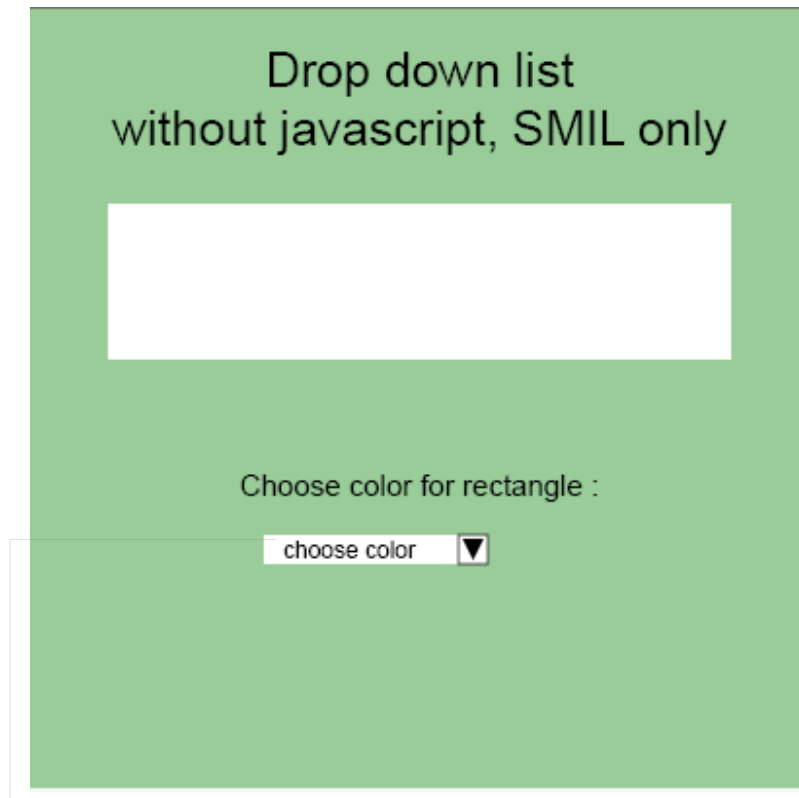 Drop down list
without javascript, SMIL only
Choose color for rectangle :
choose color